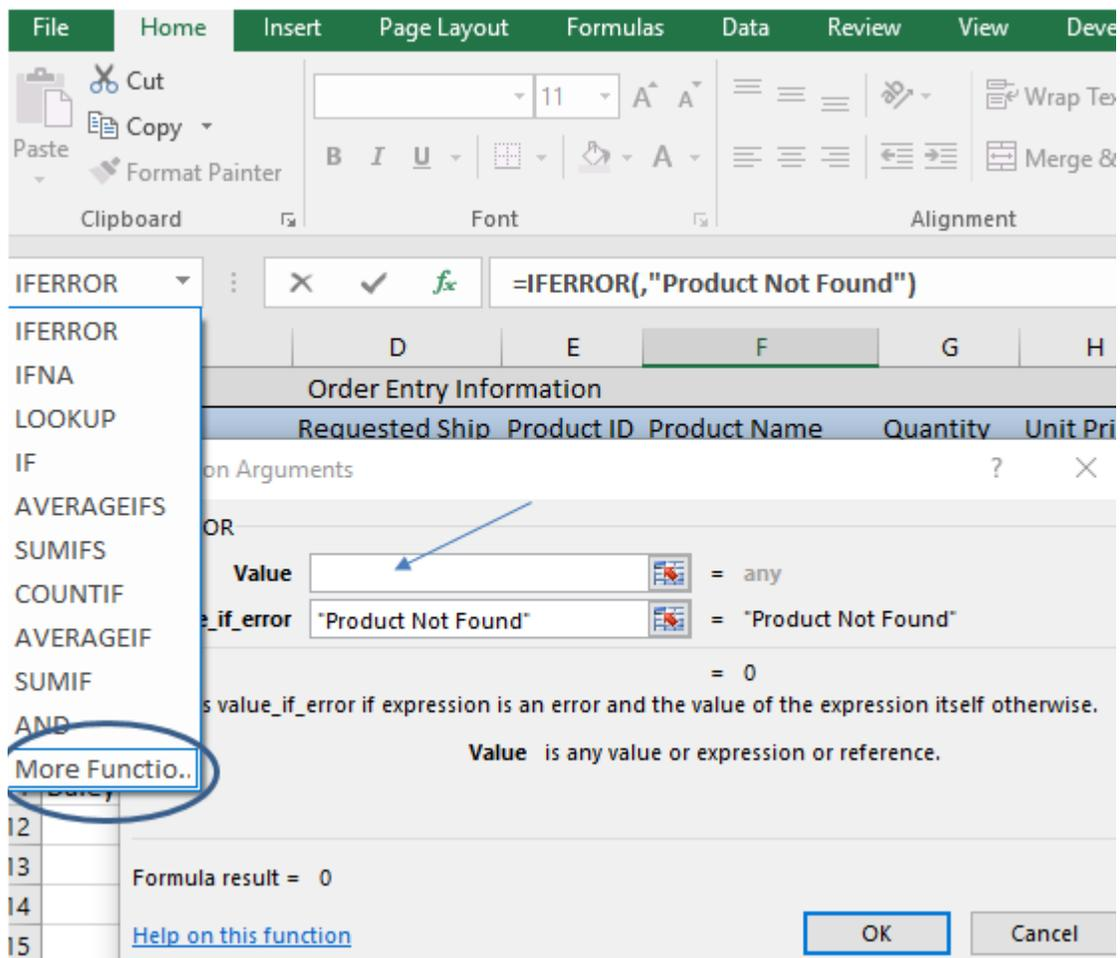 File Home Insert Page Layout Formulas Data Review View Deve
Cut
Copy
Paste
Format Painter
11 A A Wrap Tex
B I U A Merge &
Clipboard Font Alignment
IFERROR fx =IFERROR(,"Product Not Found")
D E F G H
Order Entry Information
Requested Ship Product ID Product Name Quantity Unit Pri
IFERROR
IFNA
LOOKUP
IF
AVERAGEIFS
SUMIFS
COUNTIF
AVERAGEIF
SUMIF
AND
More Functio..
on Arguments ? 
OR
Value = any
e_if_error "Product Not Found" = "Product Not Found"
= 0
s value_if_error if expression is an error and the value of the expression itself otherwise.
Value is any value or expression or reference.
12
13
14
15
Formula result = 0
Help on this function OK Cancel